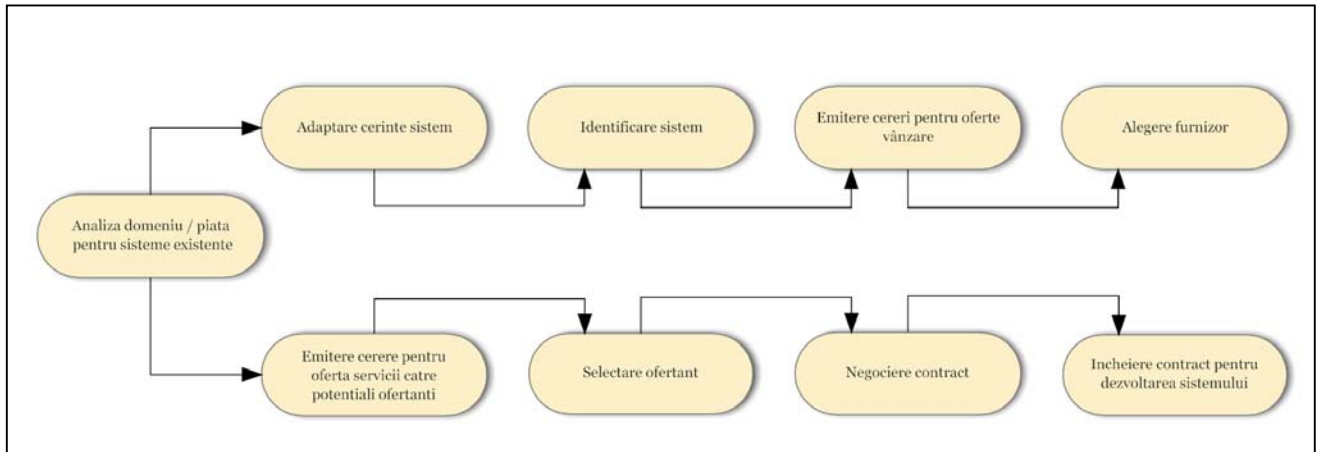 Adaptare cerinte sistem
Identificare sistem
Emitere cereri pentru oferte
vânzare
Alegere furnizor
Analiza domeniu / piata
pentru sisteme existente
Emitere cerere pentru
oferta servicii catre
potentiali ofertanti
Selectare ofertant
Negociere contract
Incheiere contract pentru
dezvoltarea sistemului